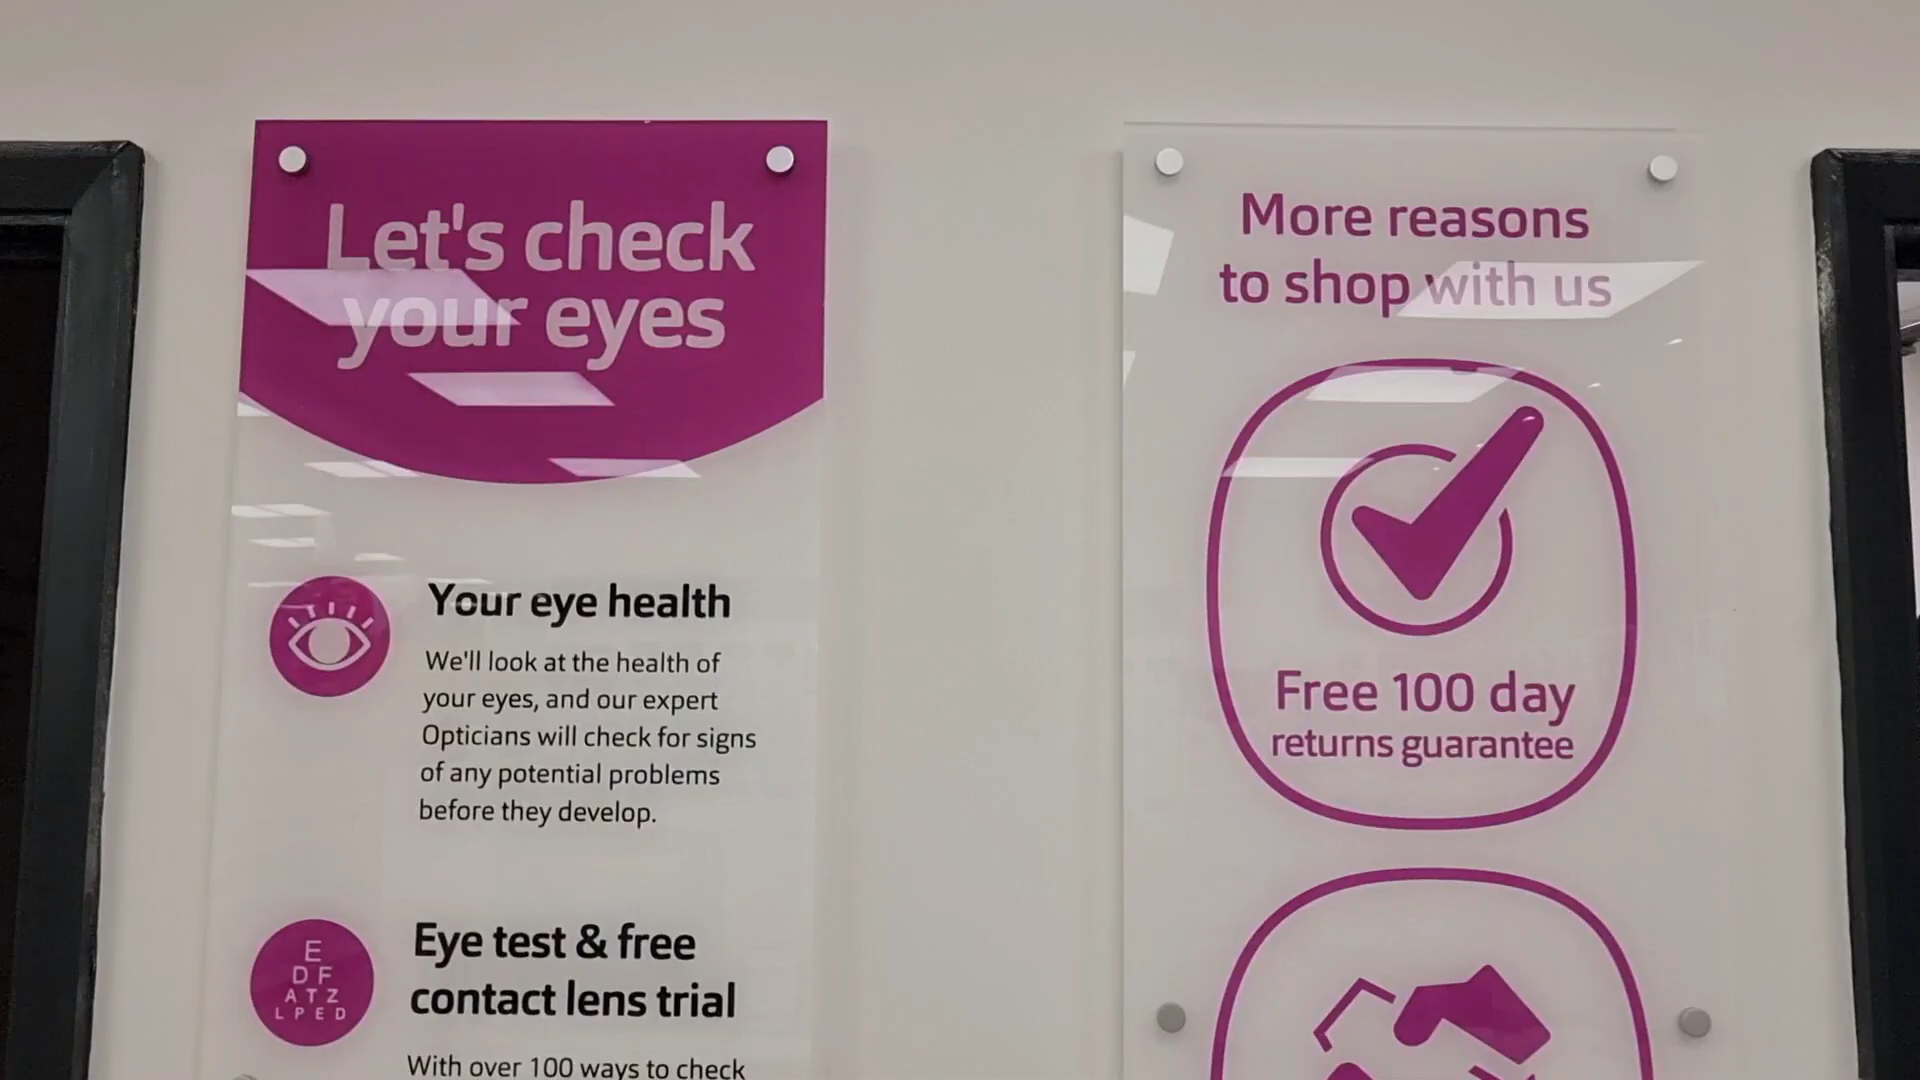 Let's check
your eyes
Your eye health
We'll look at the health of
your eyes, and our expert
Opticians will check for signs
of any potential problems
before they develop.
E
D F
A T Z
L P E D
Eye test & free
contact lens trial
With over 100 ways to check
More reasons
to shop with us
Free 100 day
returns guarantee